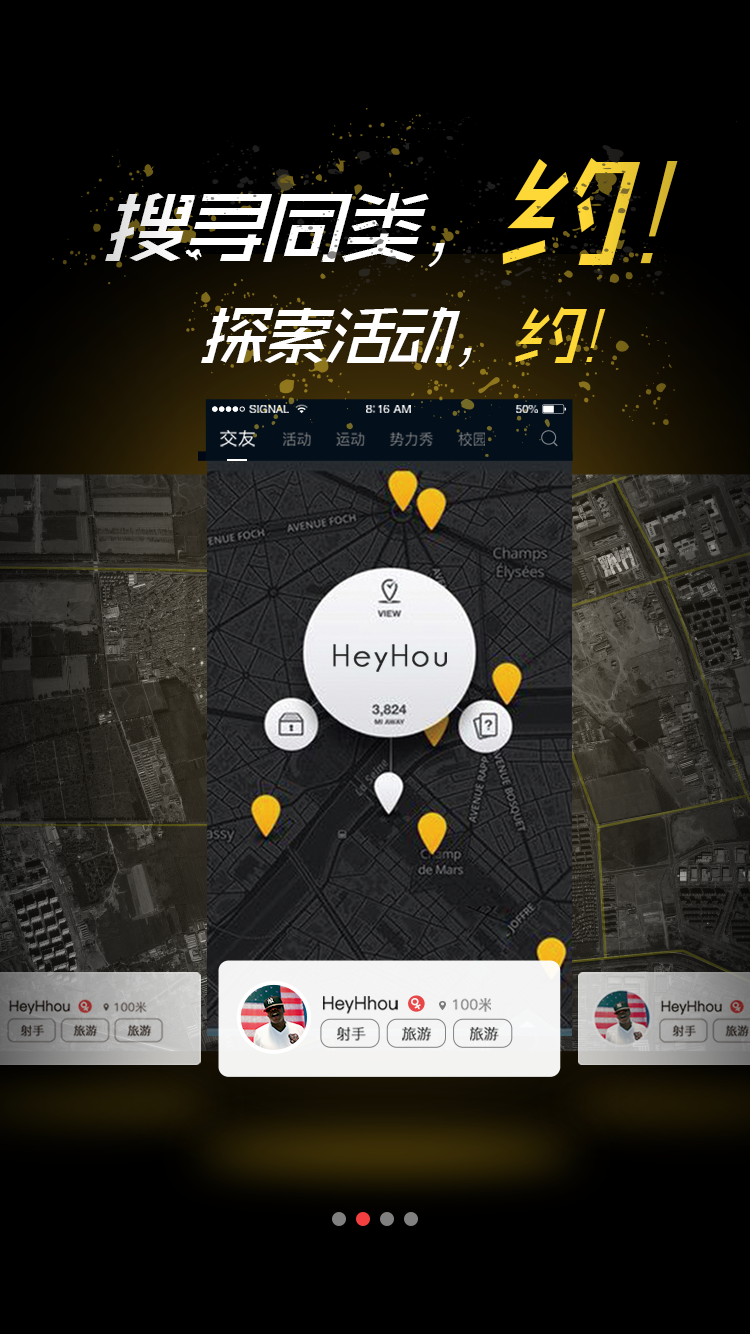 搜寻同类，约！
探索活动，约！
SIGNAL 8:16 AM 50%
交友 活动 运动 势力秀 校园
AVENUE FOCH
AVENUE FOCH
Champs
Élysées
VIEW
HeyHou
3,824
MI AWAY
La Seine
AVENUE RAPP
AVENUE BOSQUET
assy
Champ
de Mars
JOFFRE
HeyHhou 100米
射手 旅游 旅游
HeyHhou 100米
射手 旅游 旅游
HeyHhou
射手 旅游